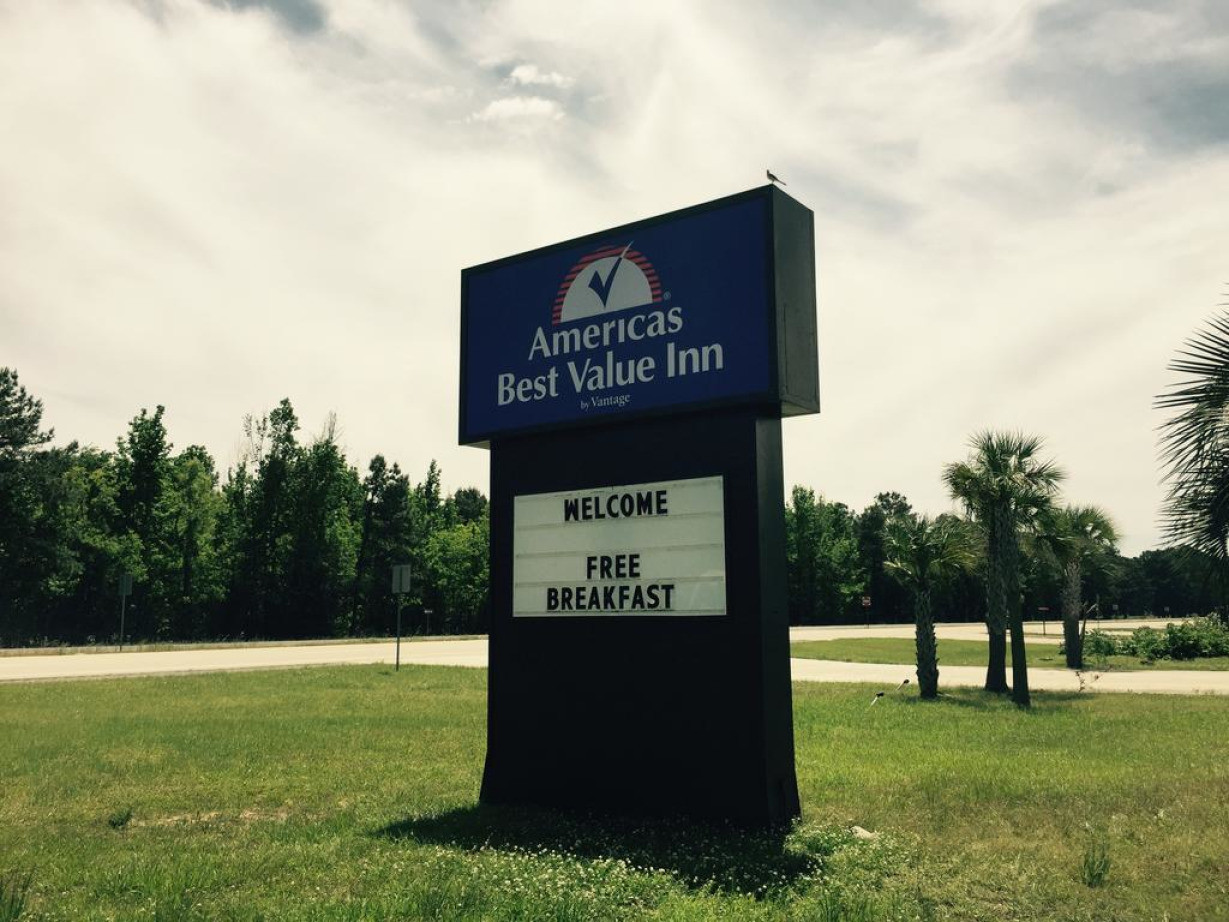 Americas
Best Value Inn
by Vantage
WELCOME
FREE
BREAKFAST